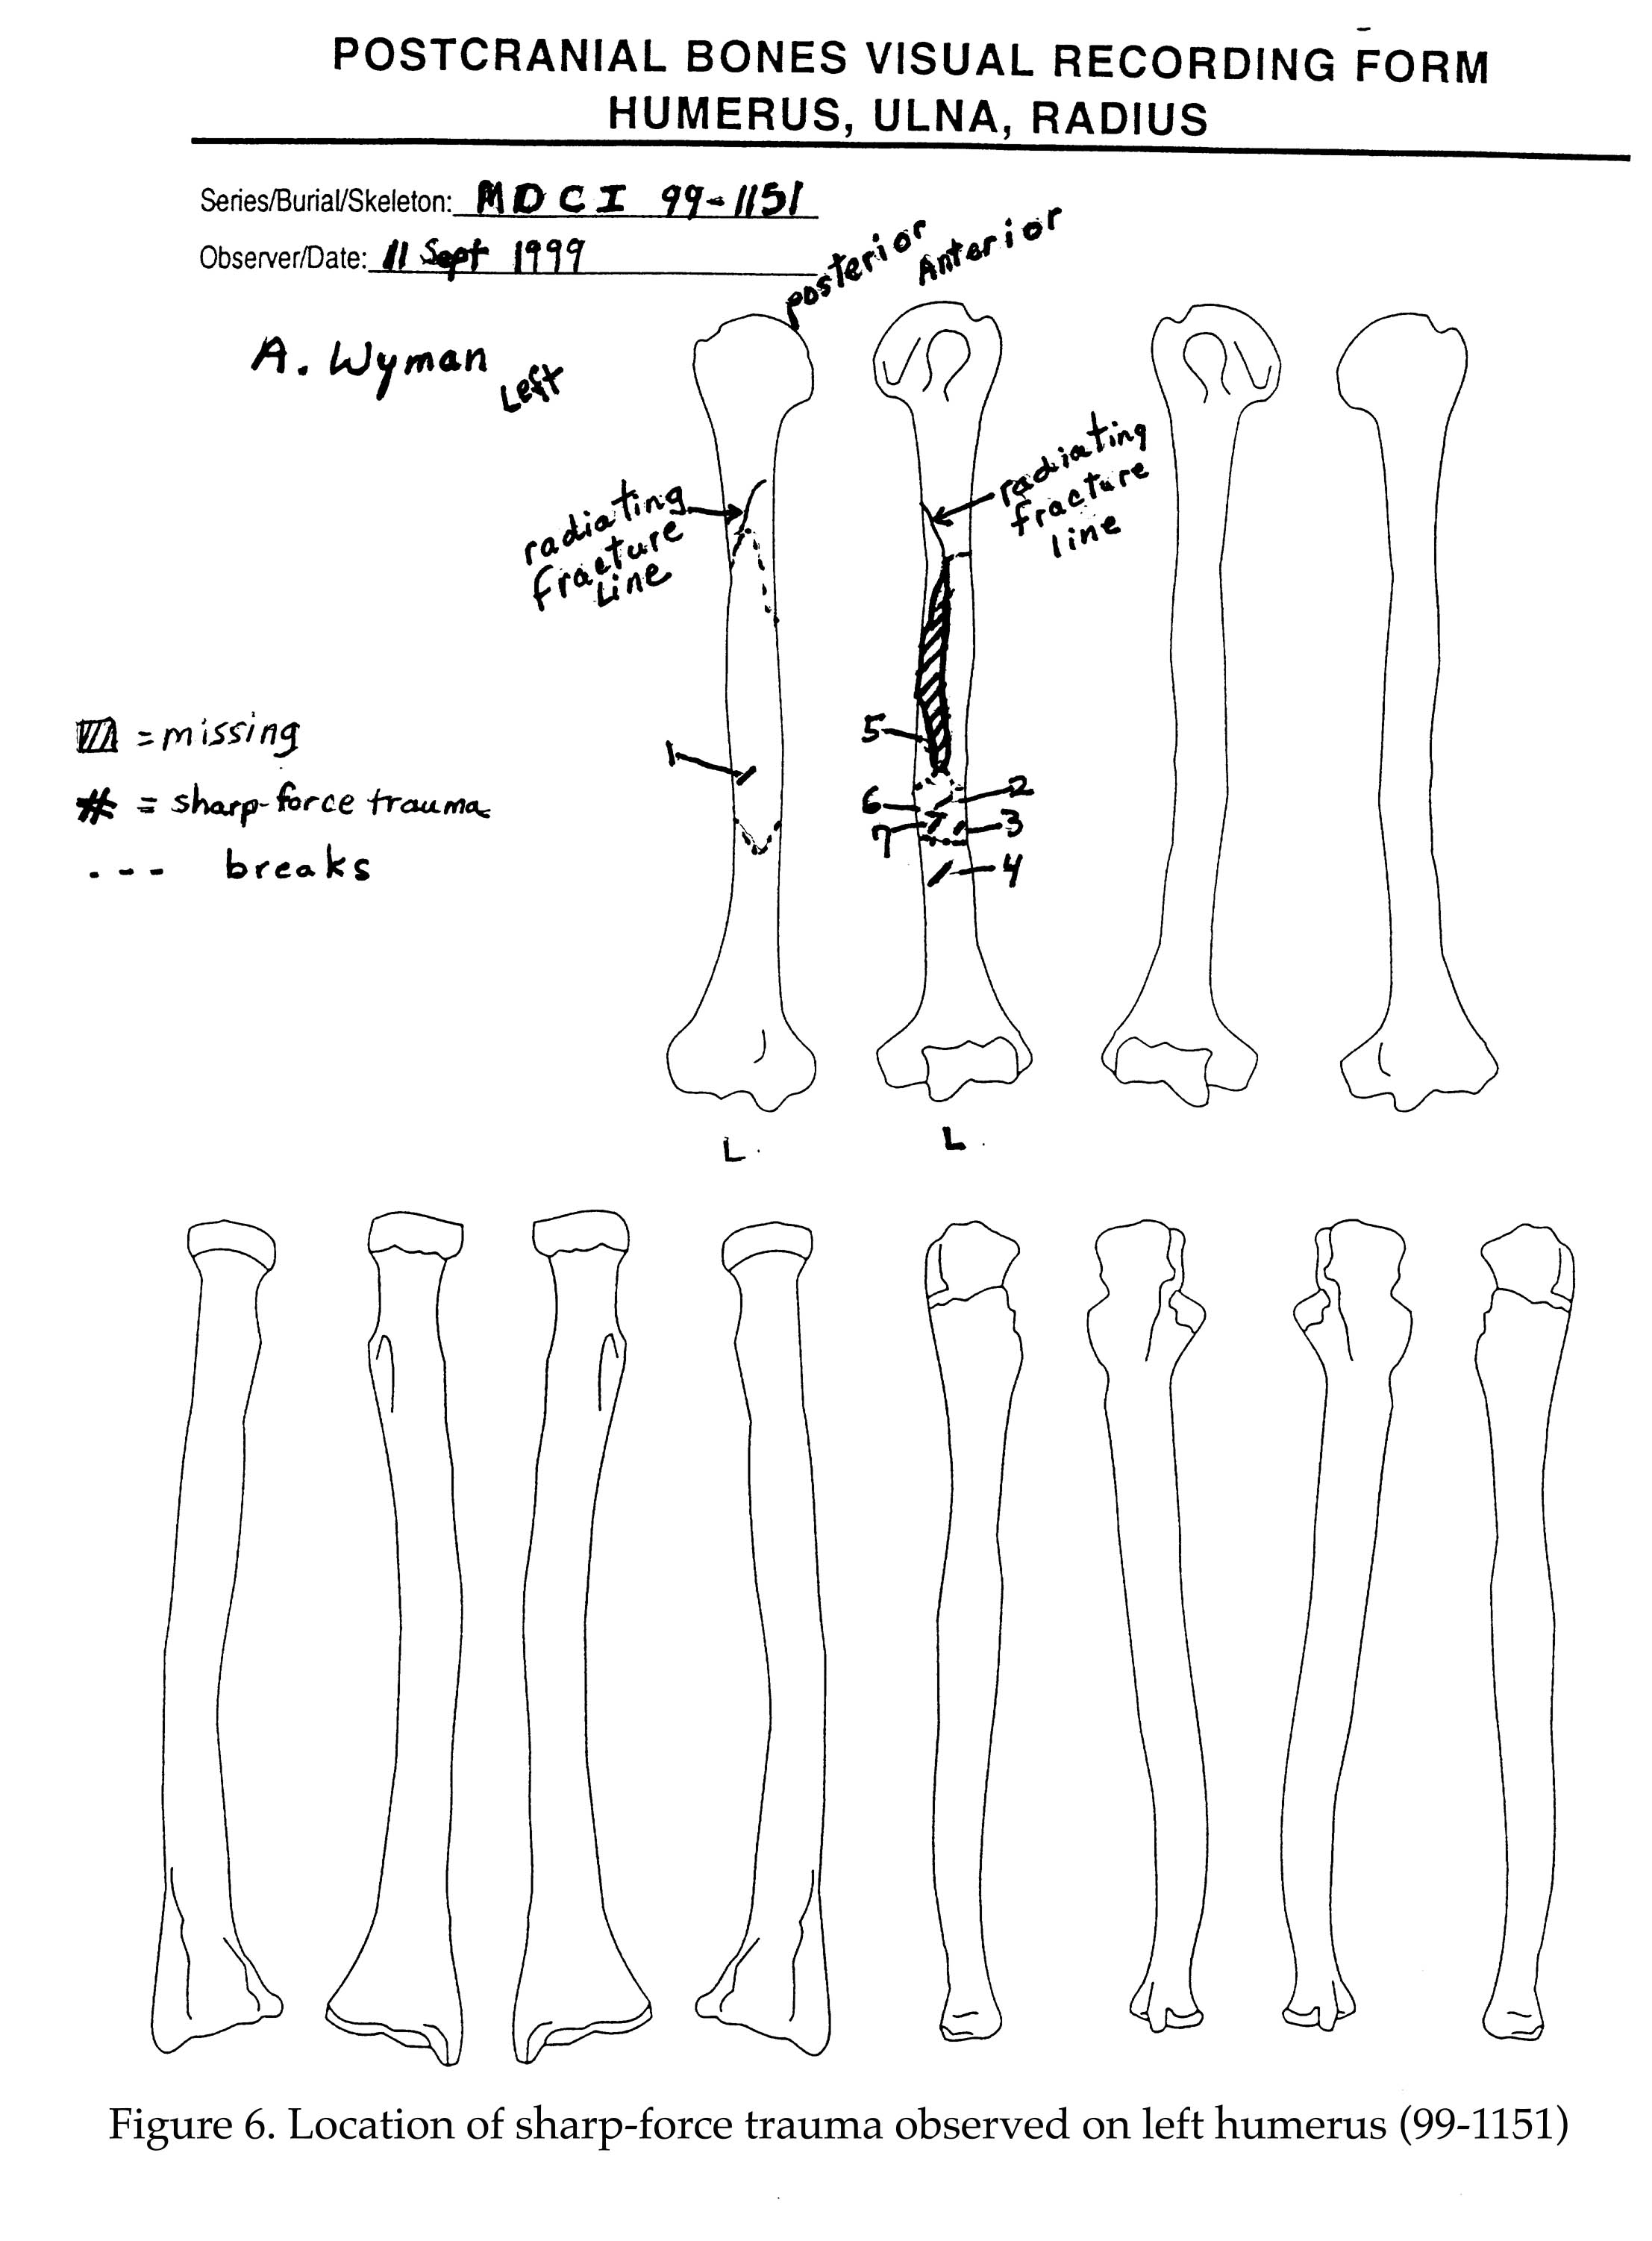 POSTCRANIAL BONES VISUAL RECORDING FORM
HUMERUS, ULNA, RADIUS
Series/Burial/Skeleton: MDCI 99-1151
Observer/Date: 11 Sept 1999
A. Wyman
Left
posterior
Anterior
radiating
fracture
line
radiating
fracture
line
= missing
# = sharp-force trauma
--- breaks
1
5
6
7
2
3
4
L.
L.
Figure 6. Location of sharp-force trauma observed on left humerus (99-1151)